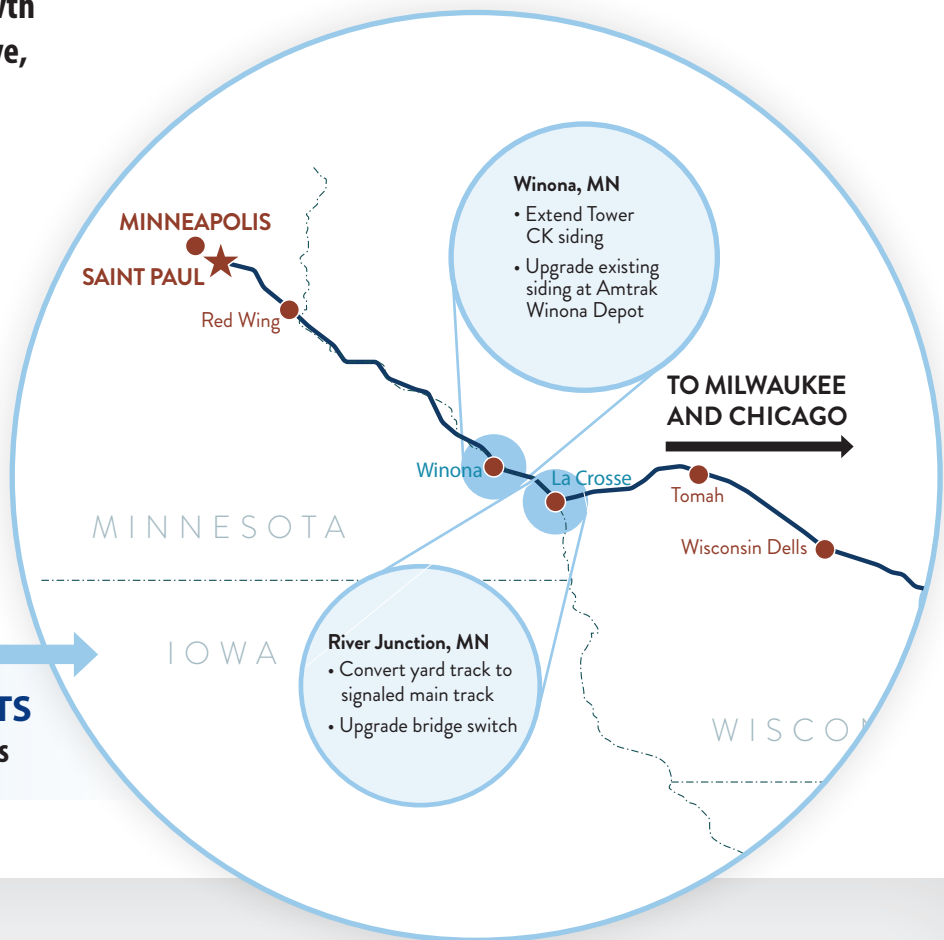 Winona, MN
• Extend Tower
CK siding
• Upgrade existing
siding at Amtrak
Winona Depot
MINNEAPOLIS
SAINT PAUL
Red Wing
TO MILWAUKEE
AND CHICAGO
Winona
La Crosse
Tomah
Wisconsin Dells
MINNESOTA
IOWA
River Junction, MN
• Convert yard track to
signaled main track
• Upgrade bridge switch